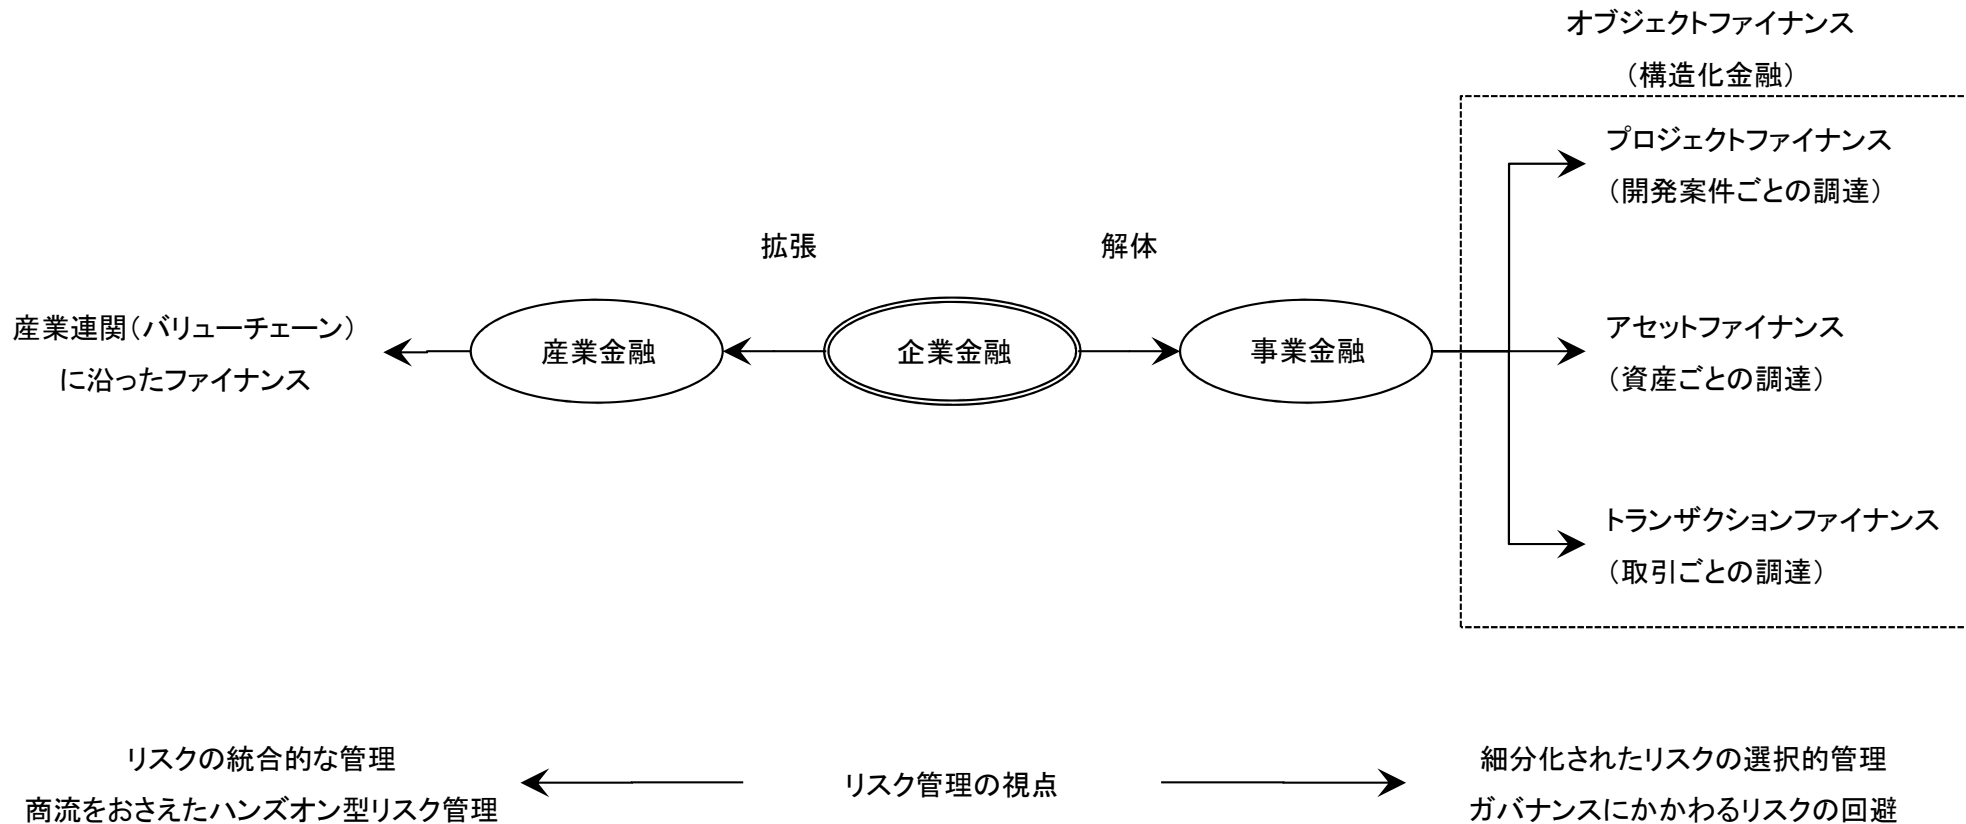 オブジェクトファイナンス
（構造化金融）
プロジェクトファイナンス
（開発案件ごとの調達）
拡張
解体
産業連関（バリューチェーン）
に沿ったファイナンス
産業金融
企業金融
事業金融
アセットファイナンス
（資産ごとの調達）
トランザクションファイナンス
（取引ごとの調達）
リスクの統合的な管理
商流をおさえたハンズオン型リスク管理
リスク管理の視点
細分化されたリスクの選択的管理
ガバナンスにかかわるリスクの回避